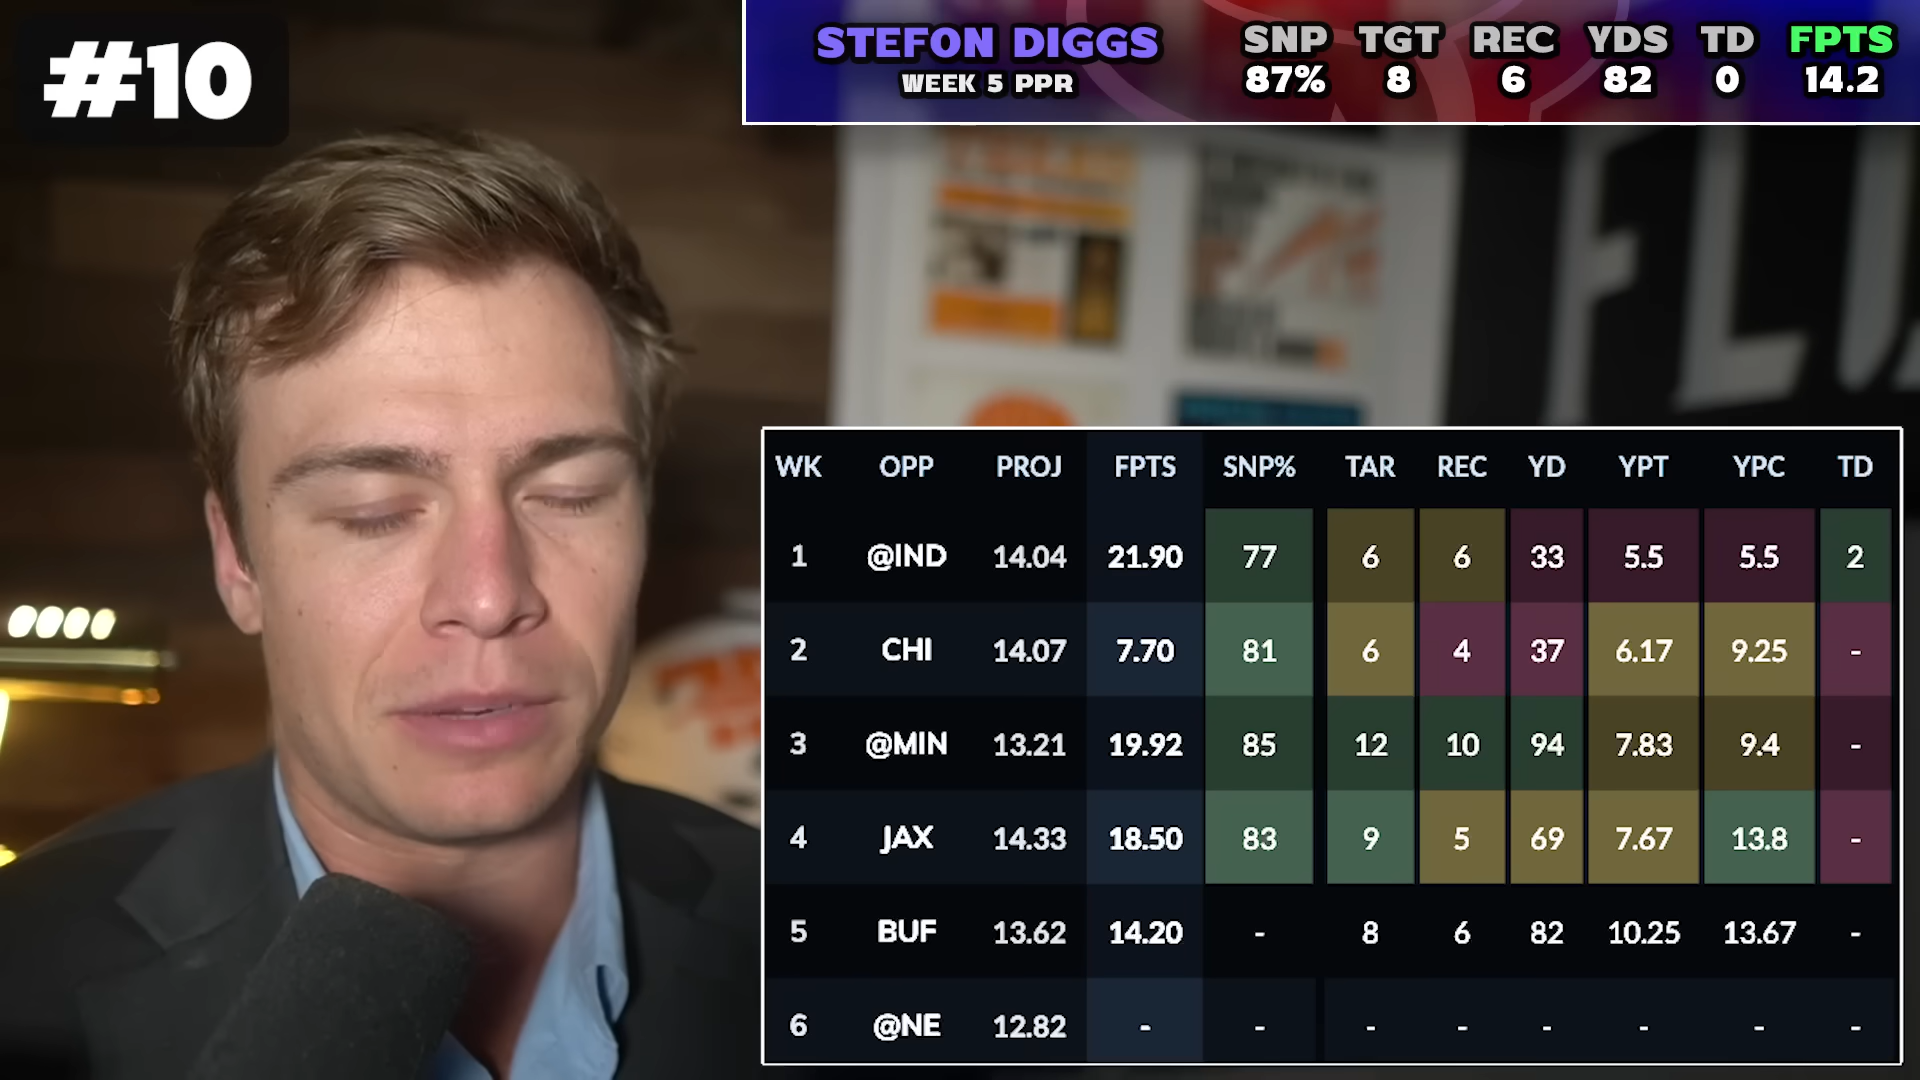 #10
STEFON DIGGS
WEEK 5 PPR
SNP TGT REC YDS TD FPTS
87% 8 6 82 0 14.2
WK OPP PROJ FPTS SNP% TAR REC YD YPT YPC TD
1 @IND 14.04 21.90 77 6 6 33 5.5 5.5 2
2 CHI 14.07 7.70 81 6 4 37 6.17 9.25 -
3 @MIN 13.21 19.92 85 12 10 94 7.83 9.4 -
4 JAX 14.33 18.50 83 9 5 69 7.67 13.8 -
5 BUF 13.62 14.20 - 8 6 82 10.25 13.67 -
6 @NE 12.82 - - - - - - - -